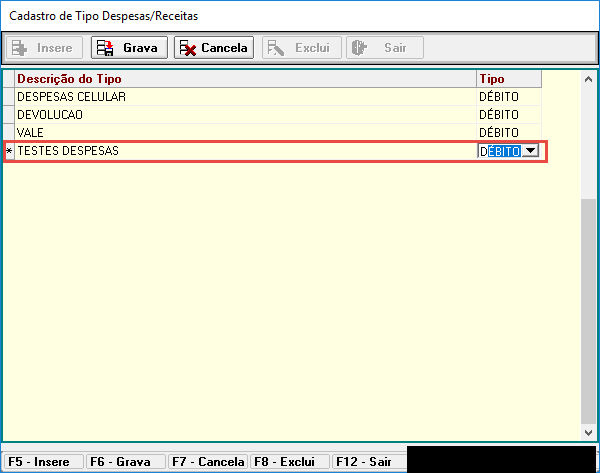 Cadastro de Tipo Despesas/Receitas
Insere Grava Cancela Exclui Sair
Descrição do Tipo Tipo
DESPESAS CELULAR DÉBITO
DEVOLUCAO DÉBITO
VALE DÉBITO
* TESTES DESPESAS DÉBITO
F5 - Insere F6 - Grava F7 - Cancela F8 - Exclui F12 - Sair